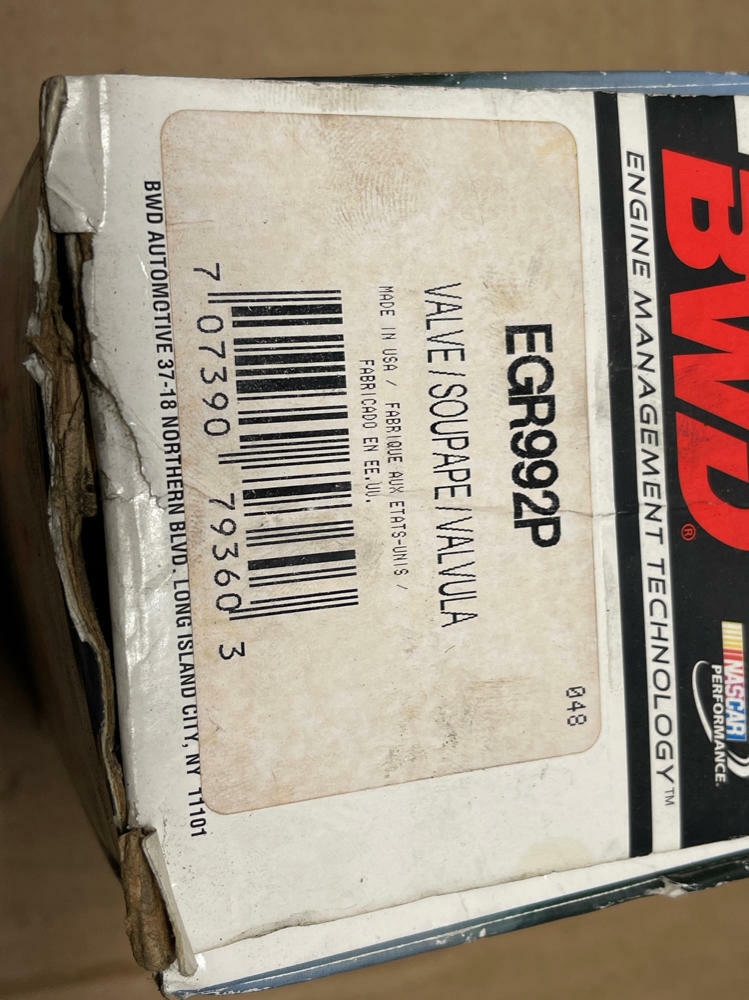 BWD®
NASCAR
PERFORMANCE.
ENGINE MANAGEMENT TECHNOLOGY™
048
EGR992P
VALVE / SOUPAPE / VALVULA
MADE IN USA / FABRIQUE AUX ETATS-UNIS /
FABRICADO EN EE.UU.
7 07390 79360 3
BWD AUTOMOTIVE 37-18 NORTHERN BLVD. LONG ISLAND CITY, NY 11101